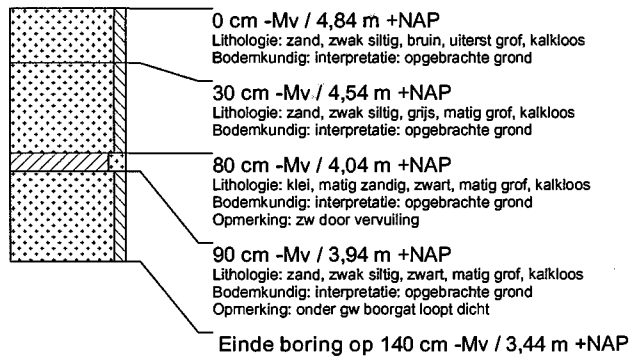 0 cm -Mv / 4,84 m +NAP
Lithologie: zand, zwak siltig, bruin, uiterst grof, kalkloos
Bodemkundig: interpretatie: opgebrachte grond
30 cm -Mv / 4,54 m +NAP
Lithologie: zand, zwak siltig, grijs, matig grof, kalkloos
Bodemkundig: interpretatie: opgebrachte grond
80 cm -Mv / 4,04 m +NAP
Lithologie: klei, matig zandig, zwart, matig grof, kalkloos
Bodemkundig: interpretatie: opgebrachte grond
Opmerking: zw door vervuiling
90 cm -Mv / 3,94 m +NAP
Lithologie: zand, zwak siltig, zwart, matig grof, kalkloos
Bodemkundig: interpretatie: opgebrachte grond
Opmerking: onder gw boorgat loopt dicht
Einde boring op 140 cm -Mv / 3,44 m +NAP